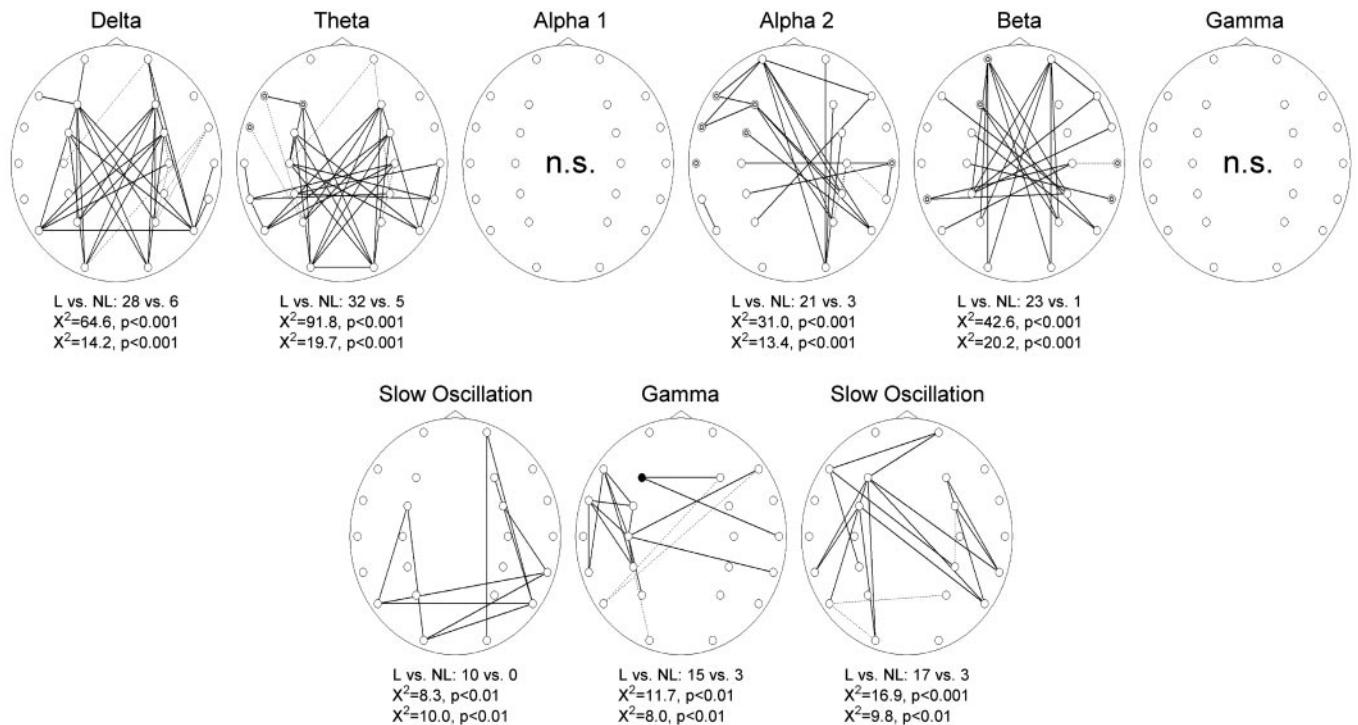 Delta Theta Alpha 1 Alpha 2 Beta Gamma
n.s. n.s.
L vs. NL: 28 vs. 6 L vs. NL: 32 vs. 5 L vs. NL: 21 vs. 3 L vs. NL: 23 vs. 1
X²=64.6, p<0.001 X²=91.8, p<0.001 X²=31.0, p<0.001 X²=42.6, p<0.001
X²=14.2, p<0.001 X²=19.7, p<0.001 X²=13.4, p<0.001 X²=20.2, p<0.001
Slow Oscillation Gamma Slow Oscillation
L vs. NL: 10 vs. 0 L vs. NL: 15 vs. 3 L vs. NL: 17 vs. 3
X²=8.3, p<0.01 X²=11.7, p<0.01 X²=16.9, p<0.001
X²=10.0, p<0.01 X²=8.0, p<0.01 X²=9.8, p<0.01